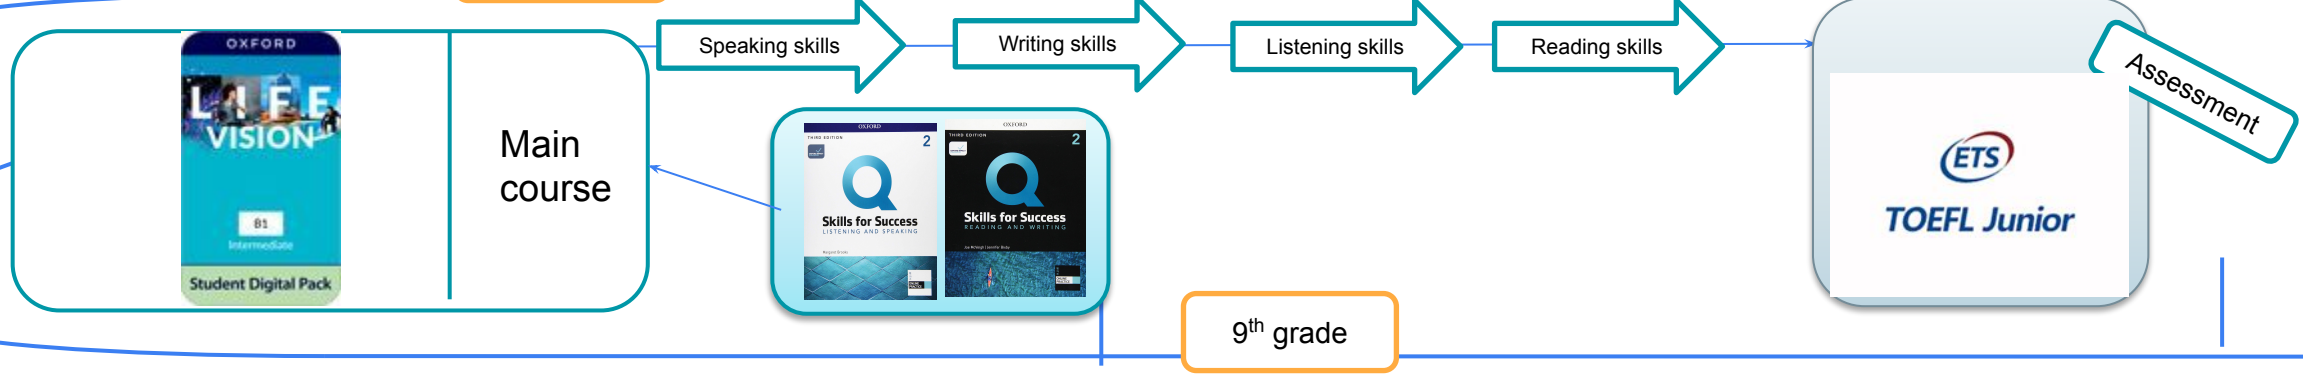 OXFORD
LIFE
VISION
B1
Intermediate
Student Digital Pack
Main
course
Speaking skills
Writing skills
Listening skills
Reading skills
OXFORD
THIRD EDITION
2
Q
Skills for Success
LISTENING AND SPEAKING
Margaret Brooks
OXFORD
THIRD EDITION
2
Q
Skills for Success
READING AND WRITING
ETS
TOEFL Junior
Assessment
9th grade